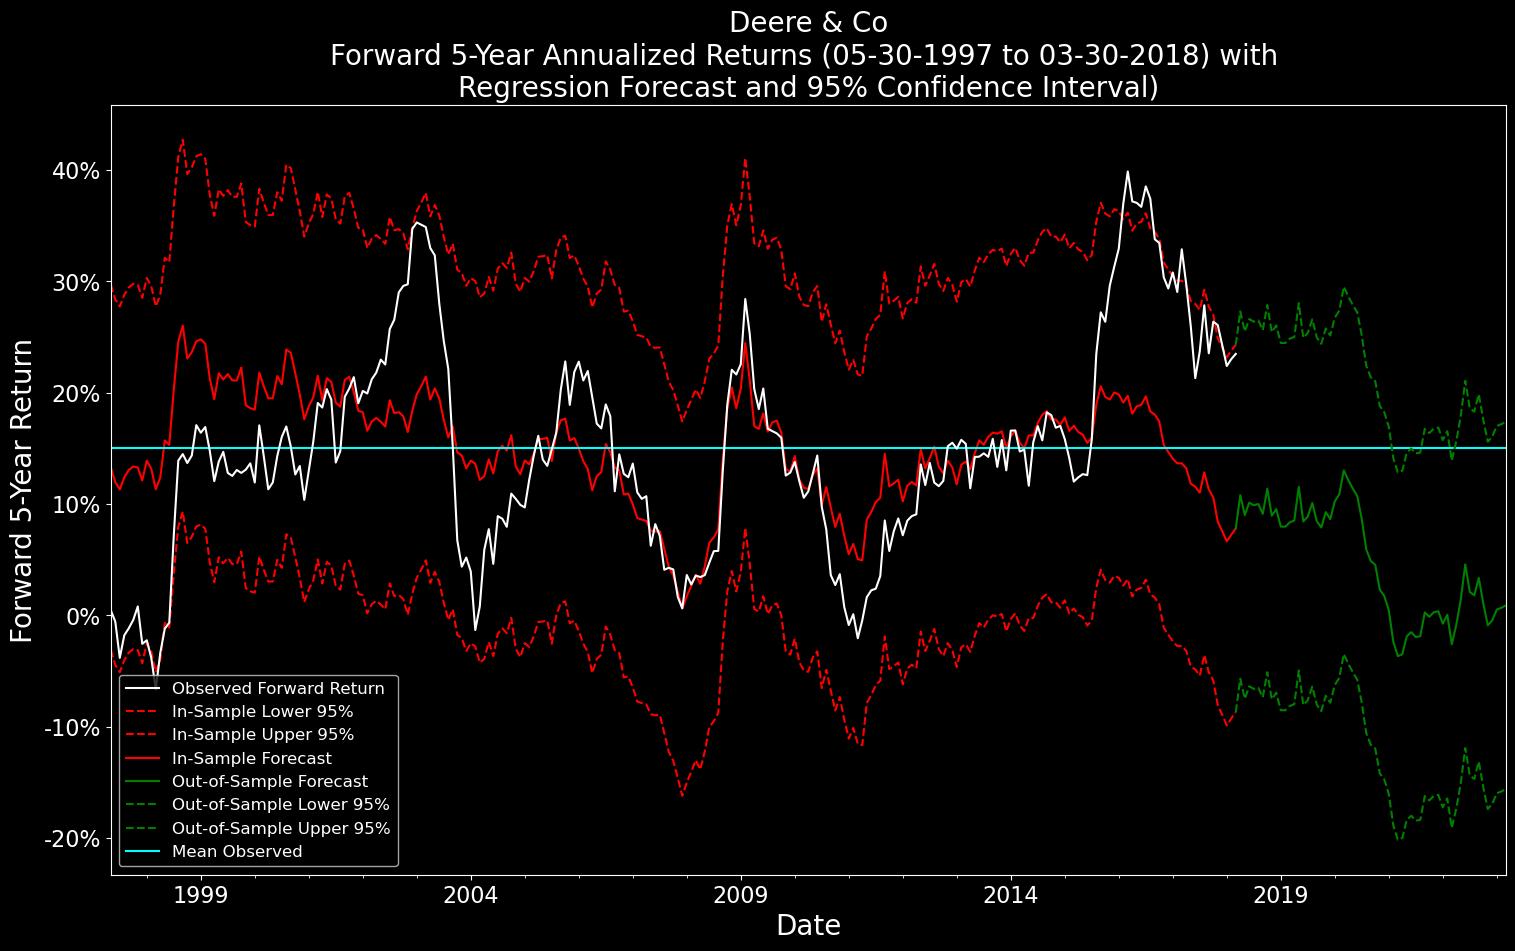 Deere & Co
Forward 5-Year Annualized Returns (05-30-1997 to 03-30-2018) with
Regression Forecast and 95% Confidence Interval)
Forward 5-Year Return
40%
30%
20%
10%
0%
-10%
-20%
Observed Forward Return
In-Sample Lower 95%
In-Sample Upper 95%
In-Sample Forecast
Out-of-Sample Forecast
Out-of-Sample Lower 95%
Out-of-Sample Upper 95%
Mean Observed
1999
2004
2009
2014
2019
Date